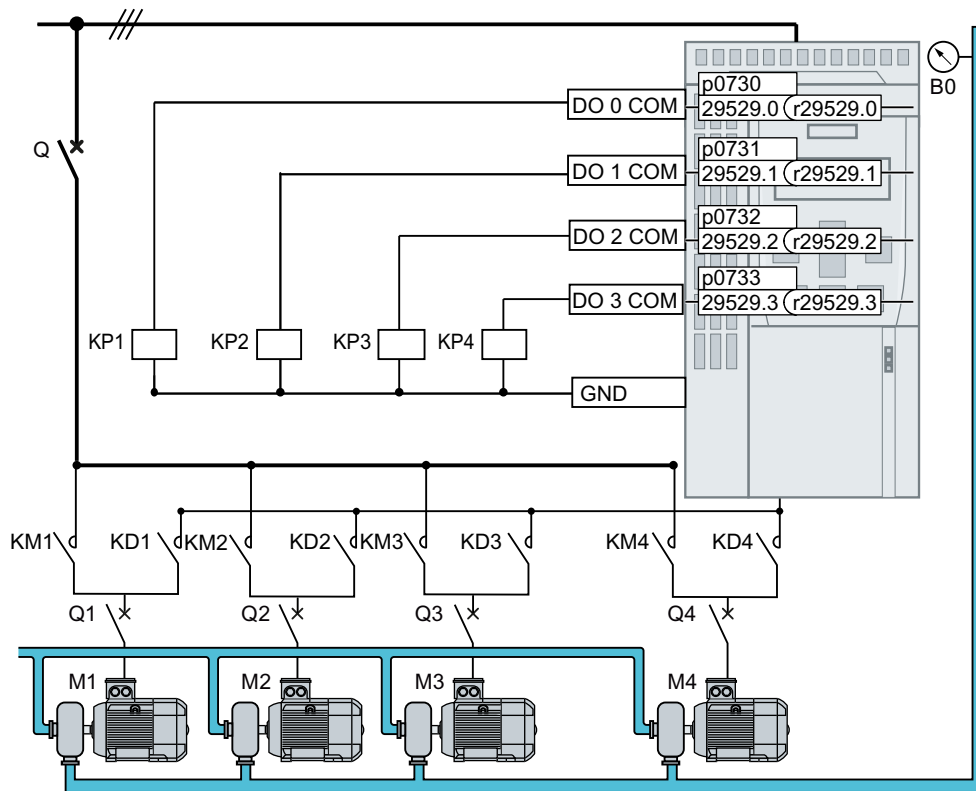 B0
p0730
DO 0 COM 29529.0 r29529.0
Q
p0731
DO 1 COM 29529.1 r29529.1
p0732
DO 2 COM 29529.2 r29529.2
p0733
DO 3 COM 29529.3 r29529.3
KP1 KP2 KP3 KP4
GND
KM1 KD1 KM2 KD2 KM3 KD3 KM4 KD4
Q1 Q2 Q3 Q4
M1 M2 M3 M4